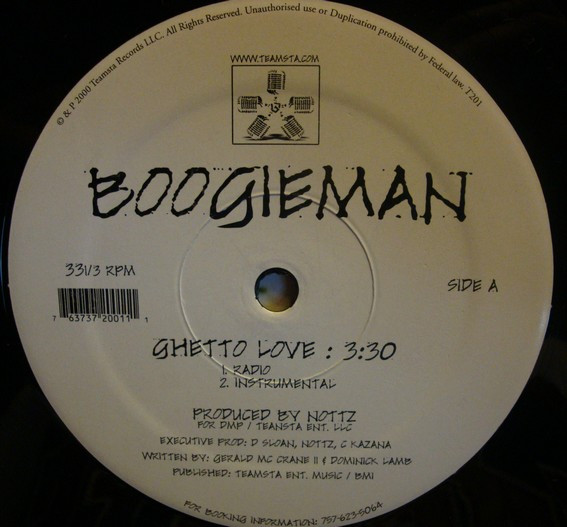 © & P 2000 Teamsta Records LLC. All Rights Reserved. Unauthorised use or Duplication prohibited by Federal law. T201
WWW.TEAMSTA.COM
BOOGIEMAN
33 1/3 RPM
SIDE A
7 63737 20011 1
GHETTO LOVE : 3:30
1. RADIO
2. INSTRUMENTAL
PRODUCED BY NOTTZ
FOR DMP / TEANSTA ENT. LLC
EXECUTIVE PROD: D SLOAN, NOTTZ, C KAZANA
WRITTEN BY: GERALD MC CRANE II & DOMINICK LAMB
PUBLISHED: TEAMSTA ENT. MUSIC / BMI
FOR BOOKING INFORMATION: 757-623-5064